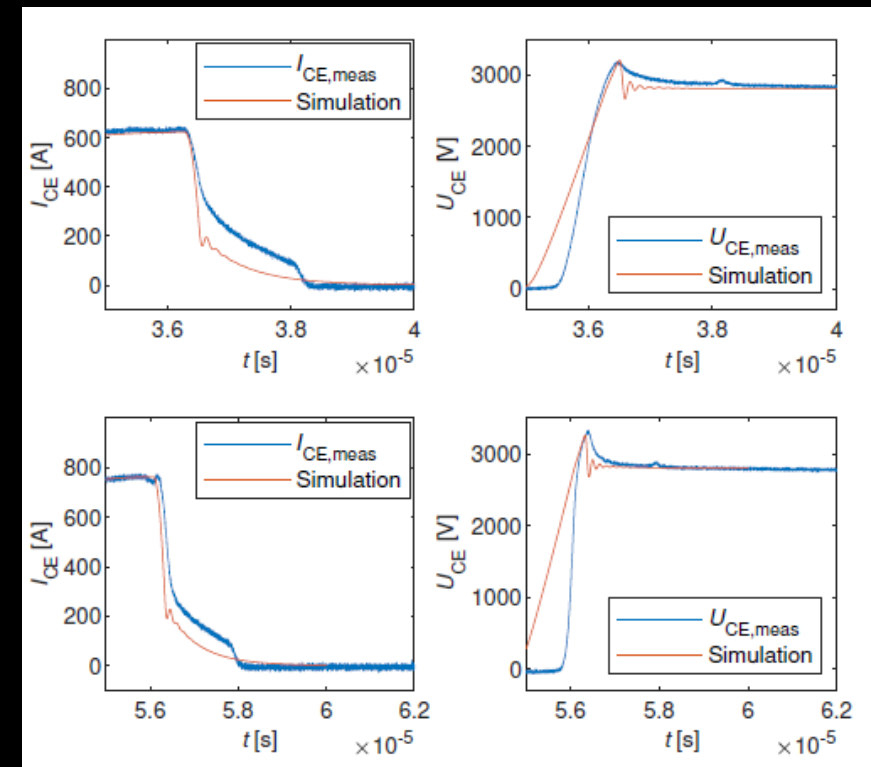 I_CE,meas
Simulation
800
600
400
200
0
I_CE [A]
3.6
3.8
4
t [s]
×10^-5
3000
2000
1000
0
U_CE [V]
U_CE,meas
Simulation
3.6
3.8
4
t [s]
×10^-5
I_CE,meas
Simulation
800
600
400
200
0
I_CE [A]
5.6
5.8
6
6.2
t [s]
×10^-5
3000
2000
1000
0
U_CE [V]
U_CE,meas
Simulation
5.6
5.8
6
6.2
t [s]
×10^-5